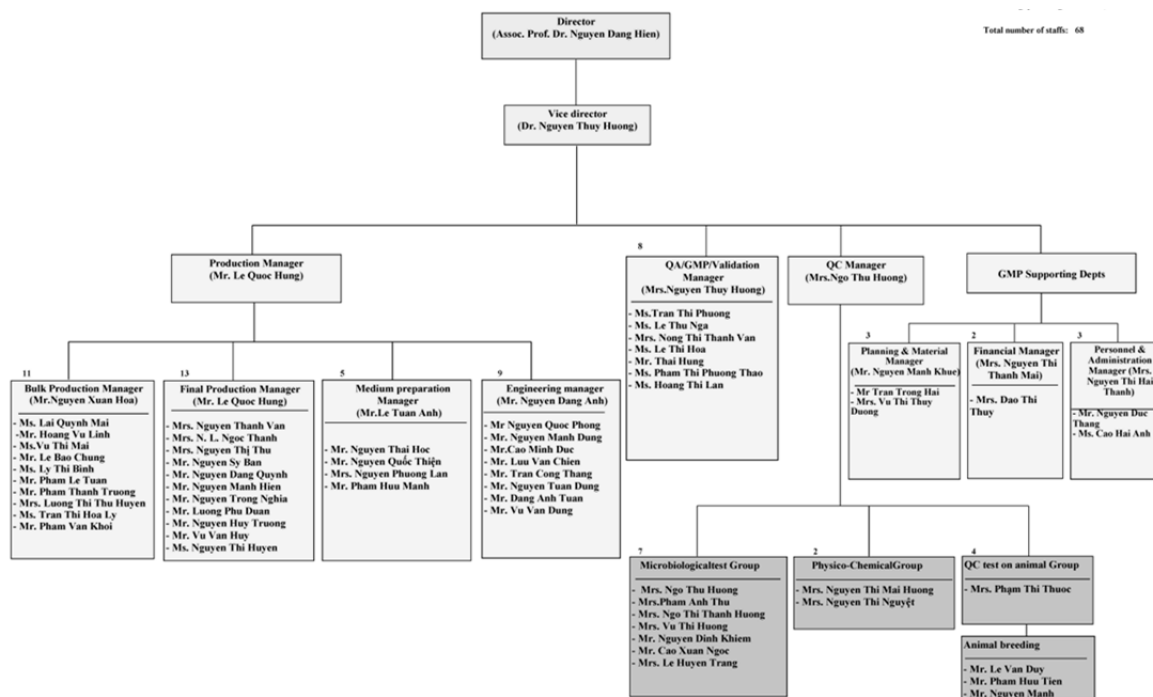 Director
(Assoc. Prof. Dr. Nguyen Dang Hien)
Total number of staffs: 68
Vice director
(Dr. Nguyen Thuy Huong)
Production Manager
(Mr. Le Quoc Hung)
8
QA/GMP/Validation
Manager
(Mrs.Nguyen Thuy Huong)
- Ms.Tran Thi Phuong
- Ms. Le Thu Nga
- Mrs. Nong Thi Thanh Van
- Ms. Le Thi Hoa
- Mr. Thai Hung
- Ms. Pham Thi Phuong Thao
- Ms. Hoang Thi Lan
QC Manager
(Mrs.Ngo Thu Huong)
GMP Supporting Depts
3
Planning & Material
Manager
(Mr. Nguyen Manh Khue)
- Mr Tran Trong Hai
- Mrs. Vu Thi Thuy
Duong
2
Financial Manager
(Mrs. Nguyen Thi
Thanh Mai)
- Mrs. Dao Thi
Thuy
3
Personnel &
Administration
Manager (Mrs.
Nguyen Thi Hai
Thanh)
- Mr. Nguyen Duc
Thang
- Ms. Cao Hai Anh
11
Bulk Production Manager
(Mr.Nguyen Xuan Hoa)
- Ms. Lai Quynh Mai
-Mr. Hoang Vu Linh
- Ms.Vu Thi Mai
- Mr. Le Bao Chung
- Ms. Ly Thi Binh
- Mr. Pham Le Tuan
- Mr. Pham Thanh Truong
- Mrs. Luong Thi Thu Huyen
- Ms. Tran Thi Hoa Ly
- Mr. Pham Van Khoi
13
Final Production Manager
(Mr. Le Quoc Hung)
- Mrs. Nguyen Thanh Van
- Mrs. N. L. Ngoc Thanh
- Mrs. Nguyen Thị Thu
- Mr. Nguyen Sy Ban
- Mr. Nguyen Dang Quynh
- Mr. Nguyen Manh Hien
- Mr. Nguyen Trong Nghia
- Mr. Luong Phu Duan
- Mr. Nguyen Huy Truong
- Mr. Vu Van Huy
- Ms. Nguyen Thi Huyen
5
Medium preparation
Manager
(Mr.Le Tuan Anh)
- Mr. Nguyen Thai Hoc
- Mr. Nguyen Quốc Thiện
- Mrs. Nguyen Phuong Lan
- Mr. Pham Huu Manh
9
Engineering manager
(Mr. Nguyen Dang Anh)
- Mr Nguyen Quoc Phong
- Mr. Nguyen Manh Dung
- Mr.Cao Minh Duc
- Mr. Luu Van Chien
- Mr. Tran Cong Thang
- Mr. Nguyen Tuan Dung
- Mr. Dang Anh Tuan
- Mr. Vu Van Dung
7
Microbiologicaltest Group
- Mrs. Ngo Thu Huong
- Mrs.Pham Anh Thu
- Mrs. Ngo Thi Thanh Huong
- Mrs. Vu Thi Huong
- Mr. Nguyen Dinh Khiem
- Mr. Cao Xuan Ngoc
- Mrs. Le Huyen Trang
2
Physico-ChemicalGroup
- Mrs. Nguyen Thi Mai Huong
- Mrs. Nguyen Thi Nguyệt
4
QC test on animal Group
- Mrs. Phạm Thi Thuoc
Animal breeding
- Mr. Le Van Duy
- Mr. Pham Huu Tien
- Mr. Nguyen Manh